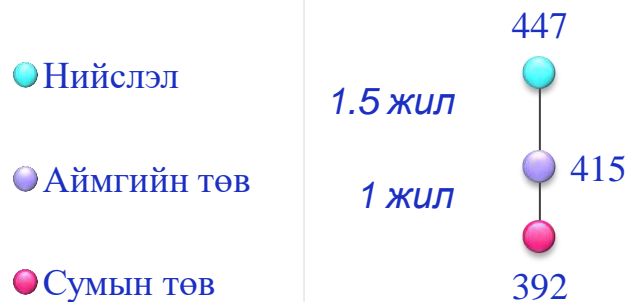 447
Нийслэл
1.5 жил
Аймгийн төв
415
1 жил
Сумын төв
392